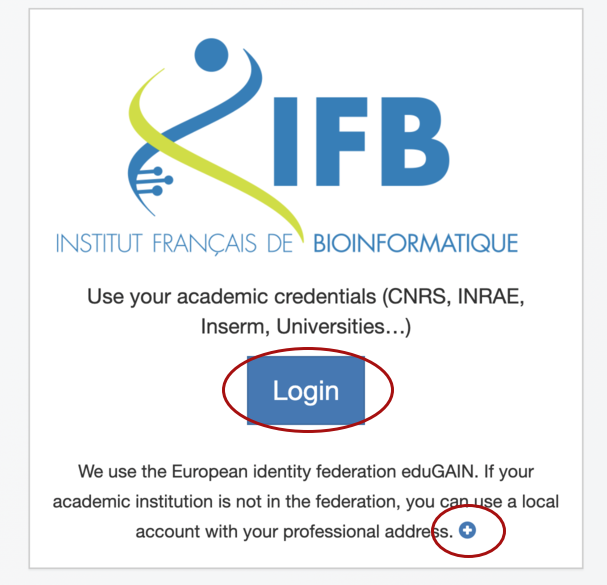 IFB
INSTITUT FRANÇAIS DE BIOINFORMATIQUE
Use your academic credentials (CNRS, INRAE,
Inserm, Universities...)
Login
We use the European identity federation eduGAIN. If your
academic institution is not in the federation, you can use a local
account with your professional address.